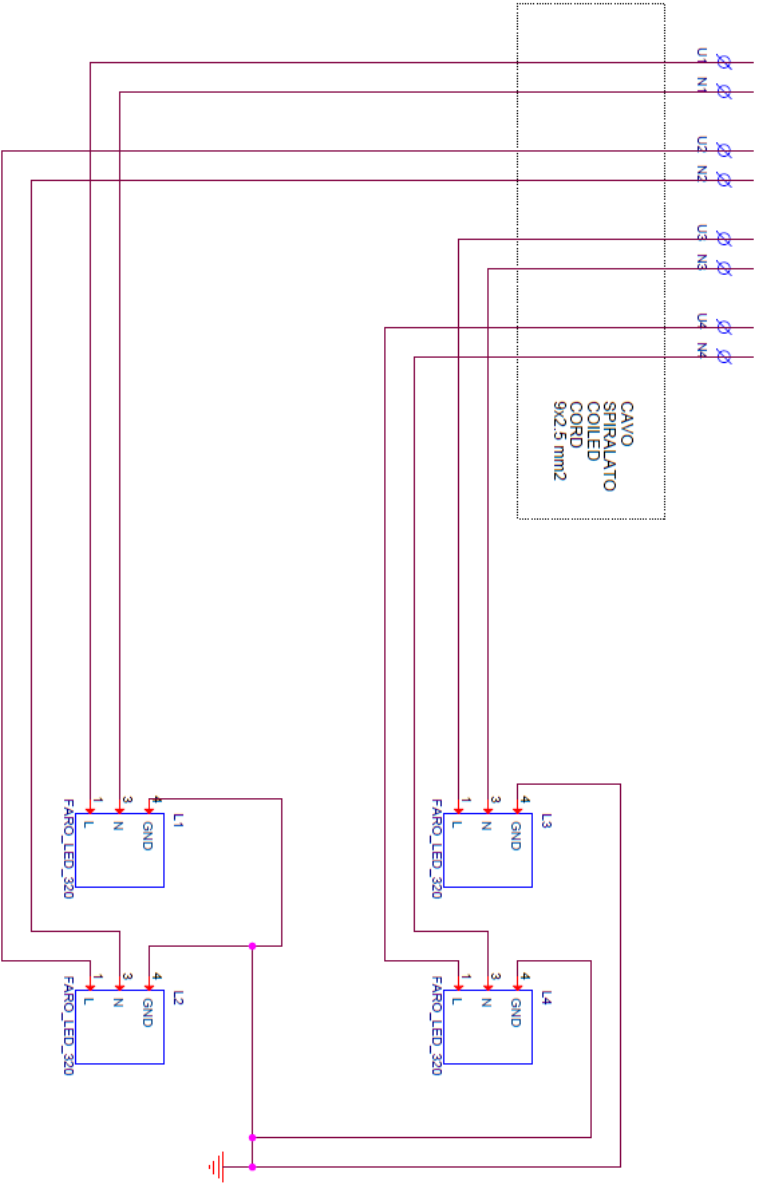 U1
N1
U2
N2
U3
N3
U4
N4
CAVO
SPIRALATO
COILED
CORD
9x2.5 mm2
L1
1
3
4
L
N
GND
FARO_LED_320
L3
1
3
4
L
N
GND
FARO_LED_320
L2
1
3
4
L
N
GND
FARO_LED_320
L4
1
3
4
L
N
GND
FARO_LED_320